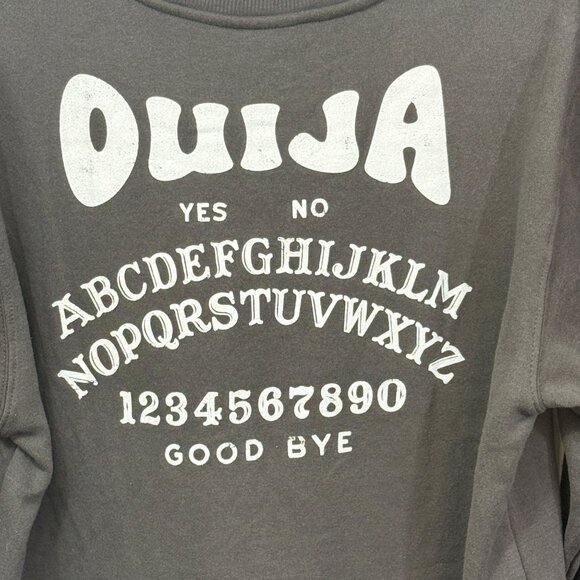 OUIJA
YES NO
ABCDEFGHIJKLM
NOPQRSTUVWXYZ
1234567890
GOOD BYE